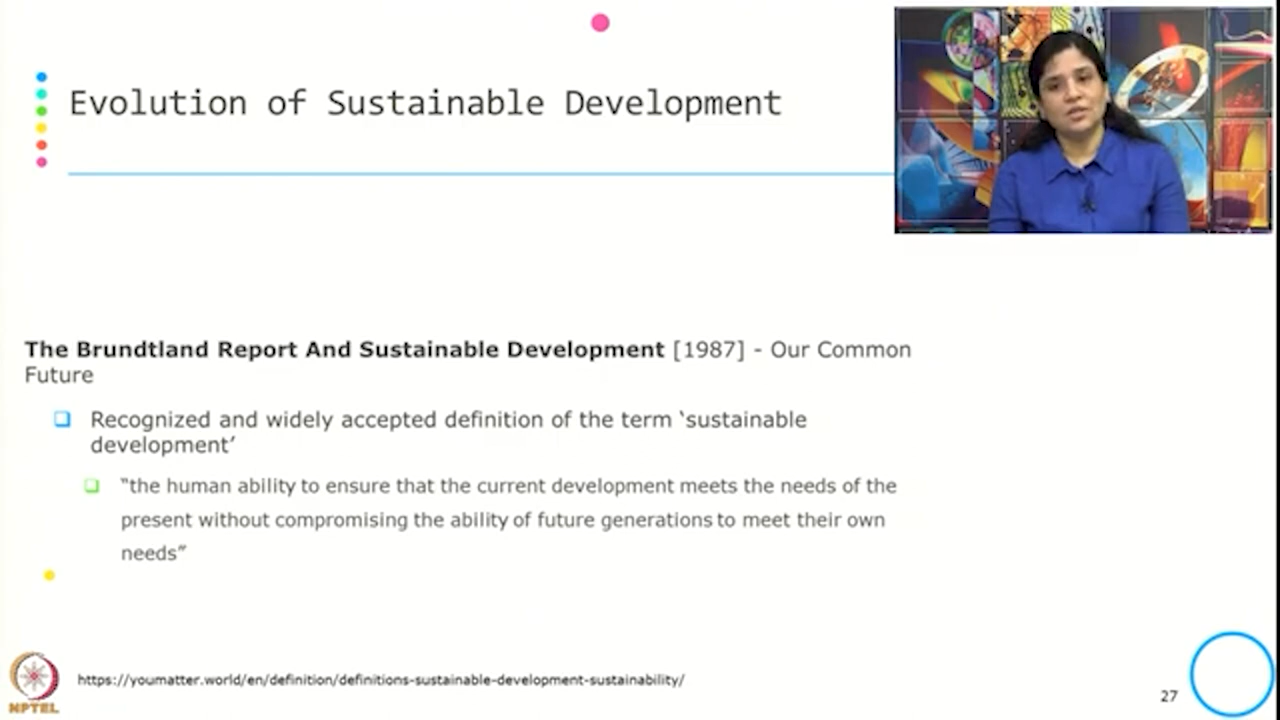 Evolution of Sustainable Development
The Brundtland Report And Sustainable Development [1987] - Our Common
Future
Recognized and widely accepted definition of the term ‘sustainable
development’
“the human ability to ensure that the current development meets the needs of the
present without compromising the ability of future generations to meet their own
needs”
NPTEL
https://youmatter.world/en/definition/definitions-sustainable-development-sustainability/
27